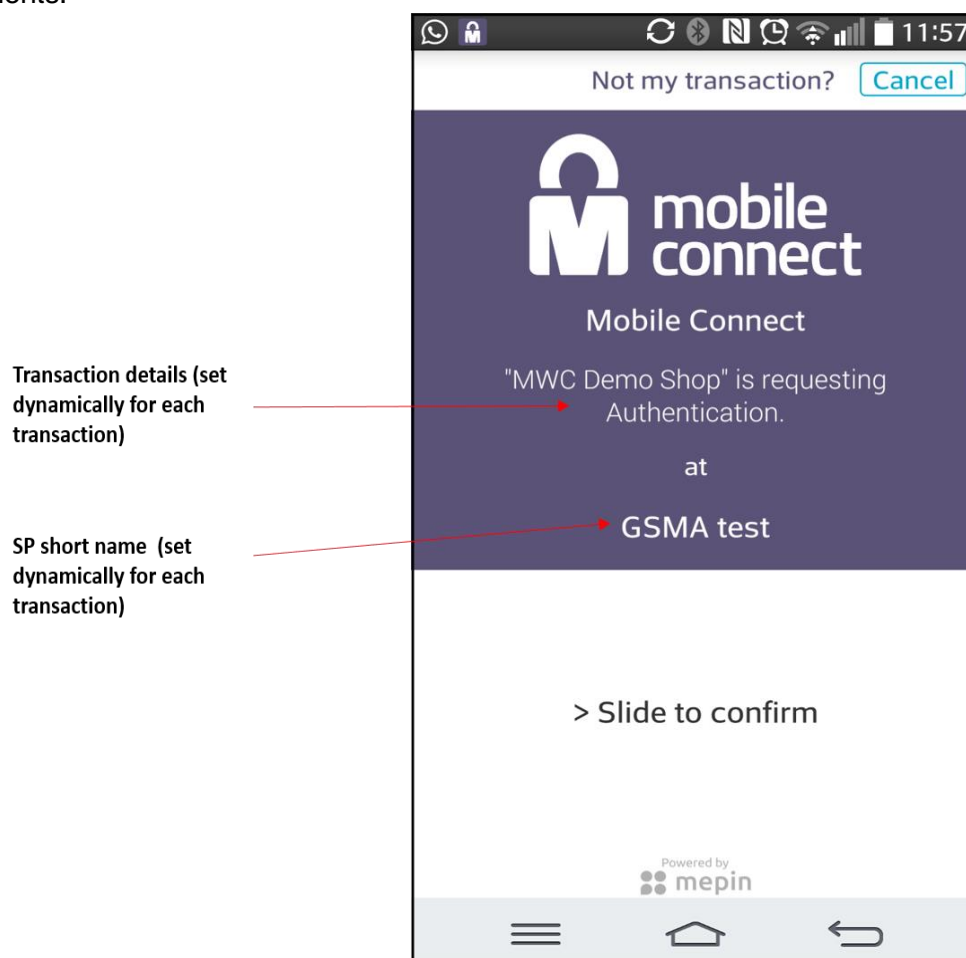 11:57
Not my transaction? Cancel
mobile
connect
Mobile Connect
Transaction details (set
dynamically for each
transaction)
"MWC Demo Shop" is requesting
Authentication.
at
SP short name  (set
dynamically for each
transaction)
GSMA test
> Slide to confirm
Powered by
mepin